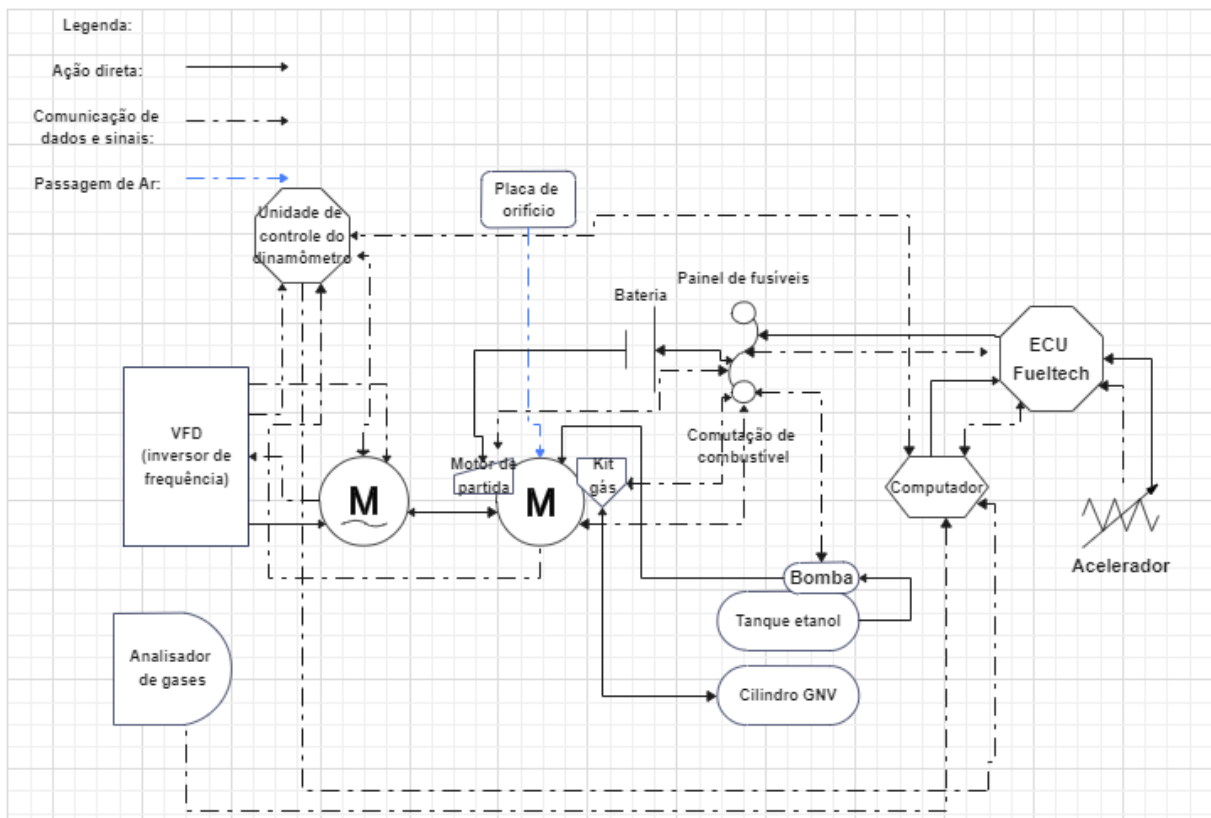 Legenda:
Ação direta:
Comunicação de
dados e sinais:
Passagem de Ar:
Unidade de
controle do
dinamômetro
Placa de
orifício
Painel de fusíveis
Bateria
ECU
Fueltech
VFD
(inversor de
frequência)
Comutação de
combustível
Motor de
partida
Kit
gás
M
M
Computador
Acelerador
Bomba
Tanque etanol
Analisador
de gases
Cilindro GNV